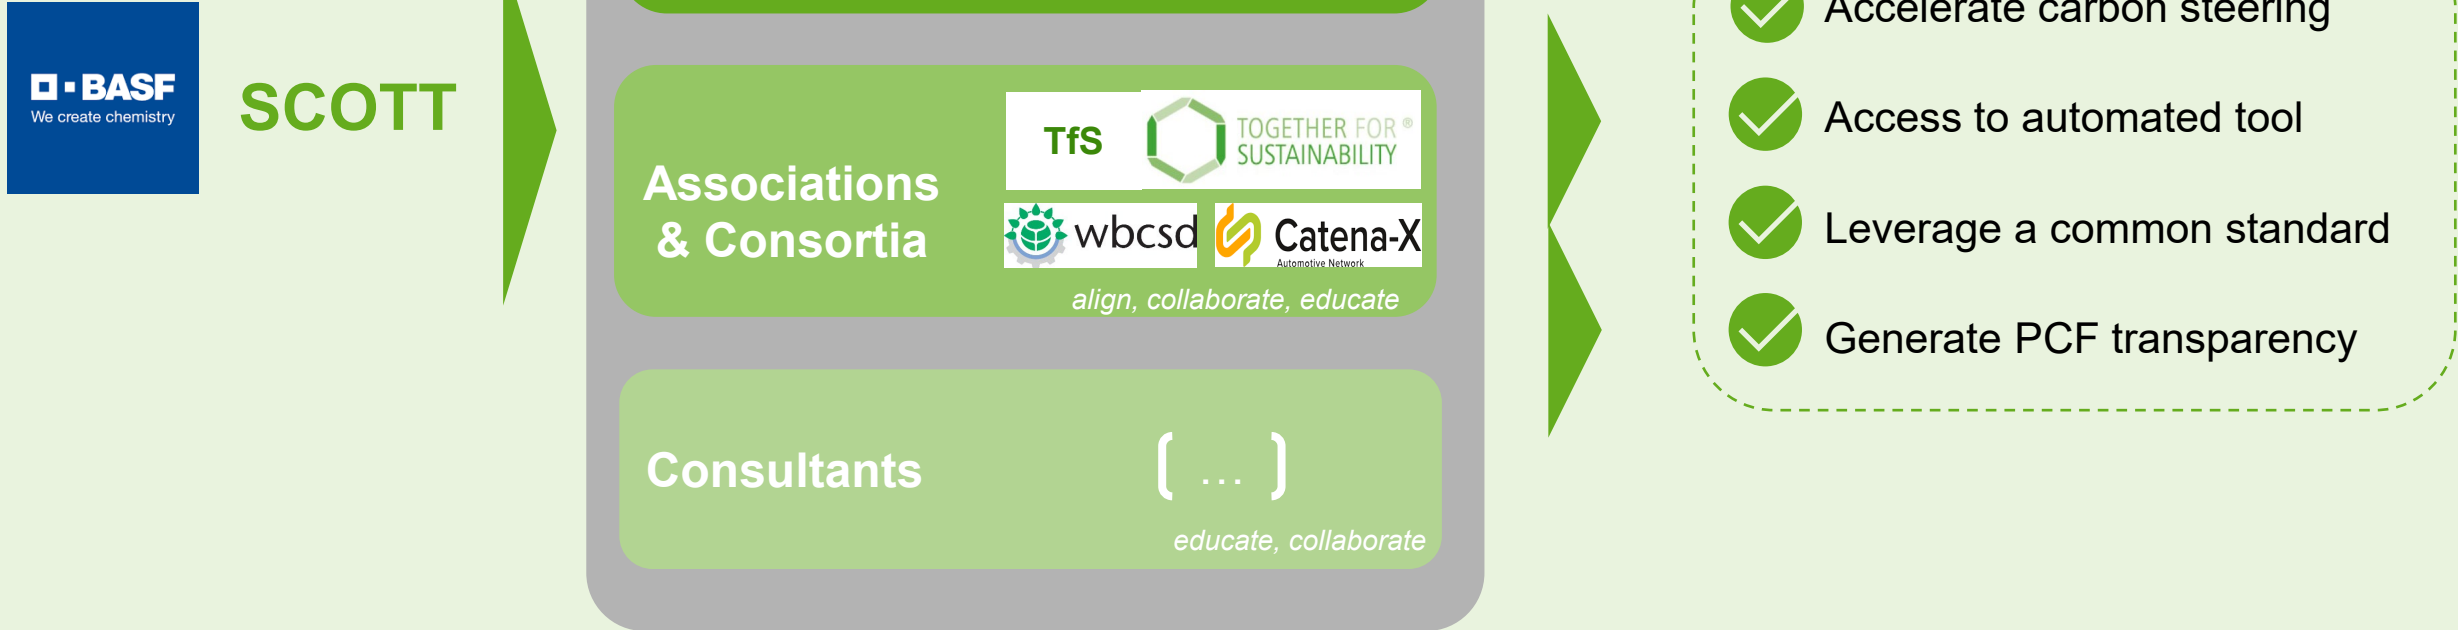 BASF
We create chemistry
SCOTT
Associations
& Consortia
TfS
TOGETHER FOR ®
SUSTAINABILITY
wbcsd
Catena-X
Automotive Network
align, collaborate, educate
Consultants
( ... )
educate, collaborate
Accelerate carbon steering
Access to automated tool
Leverage a common standard
Generate PCF transparency